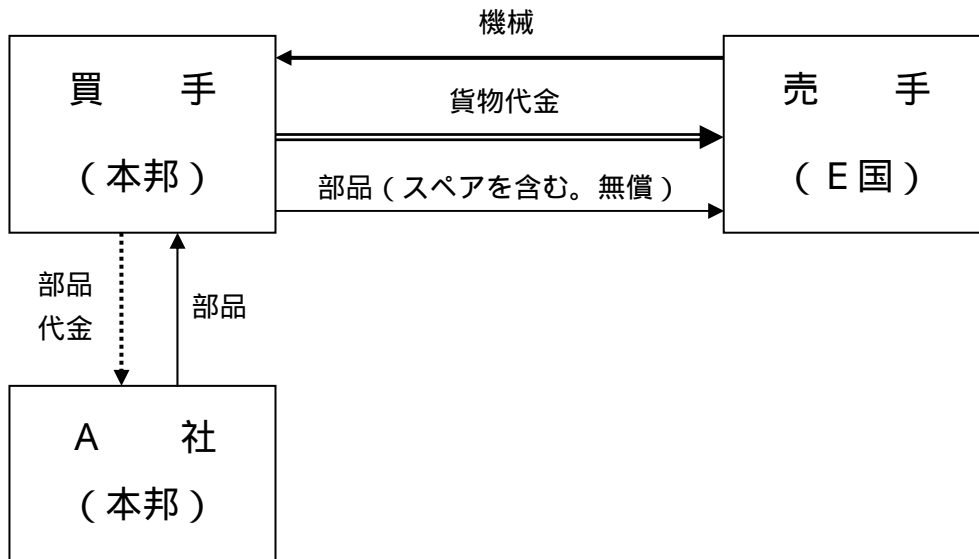 機械
買 手
(本邦)
売 手
(E国)
貨物代金
部品(スペアを含む。無償)
部品
代金
部品
A 社
(本邦)